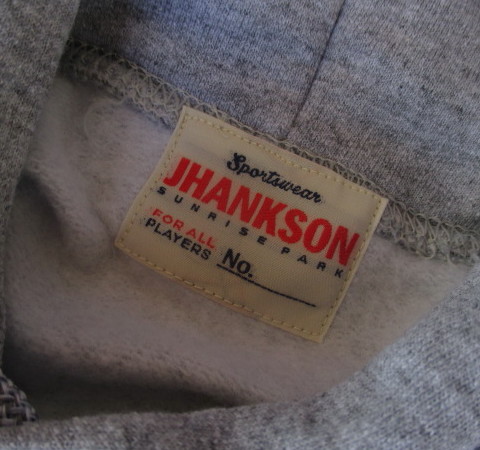 Sportswear
JHANKSON
SUNRISE PARK
FOR ALL
PLAYERS No.